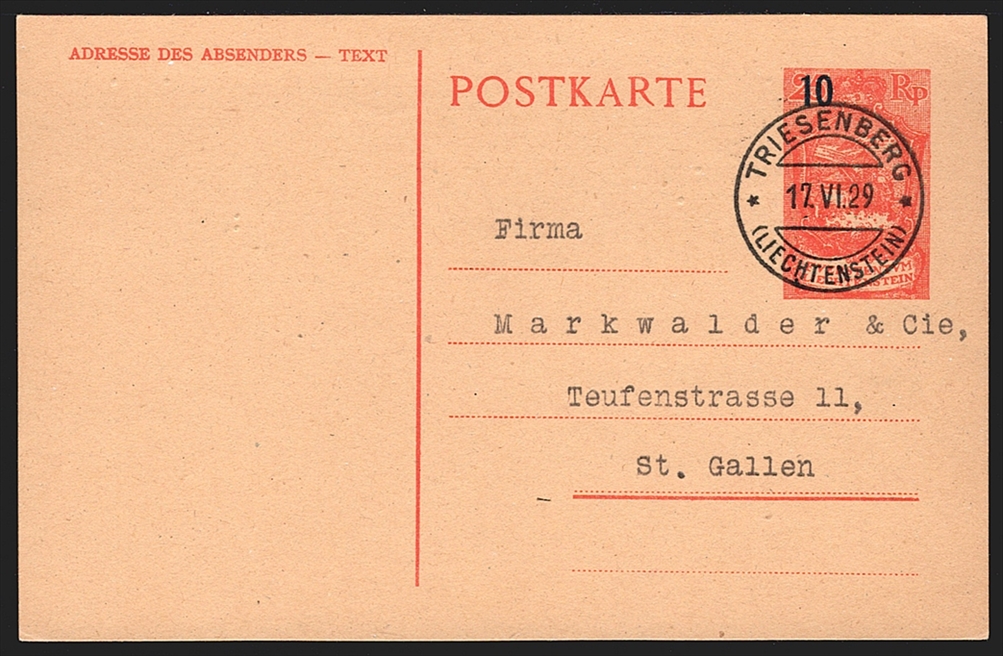 ADRESSE DES ABSENDERS — TEXT
POSTKARTE
10 Rp
TRIESENBERG
17. VI. 29
(LIECHTENSTEIN)
Firma
Markwalder & Cie,
Teufenstrasse 11,
St. Gallen